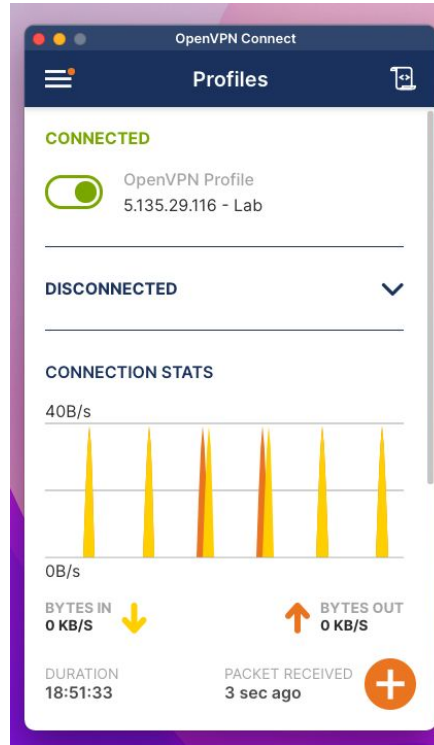 OpenVPN Connect
Profiles
CONNECTED
OpenVPN Profile
5.135.29.116 - Lab
DISCONNECTED
CONNECTION STATS
40B/s
0B/s
BYTES IN
0 KB/S
BYTES OUT
0 KB/S
DURATION
18:51:33
PACKET RECEIVED
3 sec ago